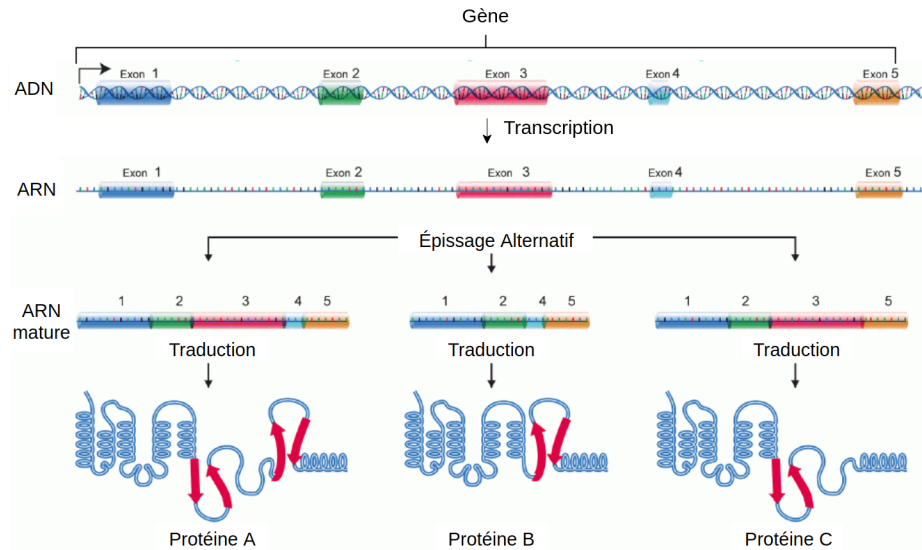 Gène
Exon 1 Exon 2 Exon 3 Exon 4 Exon 5
ADN
Transcription
Exon 1 Exon 2 Exon 3 Exon 4 Exon 5
ARN
Épissage Alternatif
1 2 3 4 5 1 2 4 5 1 2 3 5
ARN
mature
Traduction Traduction Traduction
Protéine A Protéine B Protéine C